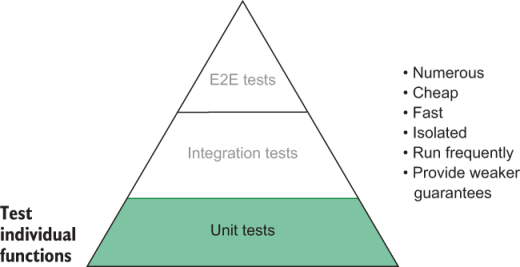 E2E tests
Integration tests
Unit tests
Test
individual
functions
• Numerous
• Cheap
• Fast
• Isolated
• Run frequently
• Provide weaker
guarantees